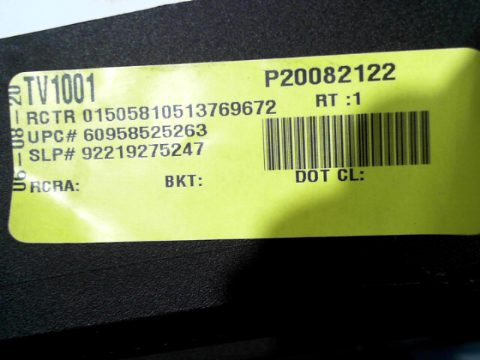 TV1001 P20082122
RCTR 01505810513769672 RT :1
UPC# 60958525263
SLP# 92219275247
RCRA: BKT: DOT CL:
06-08-20